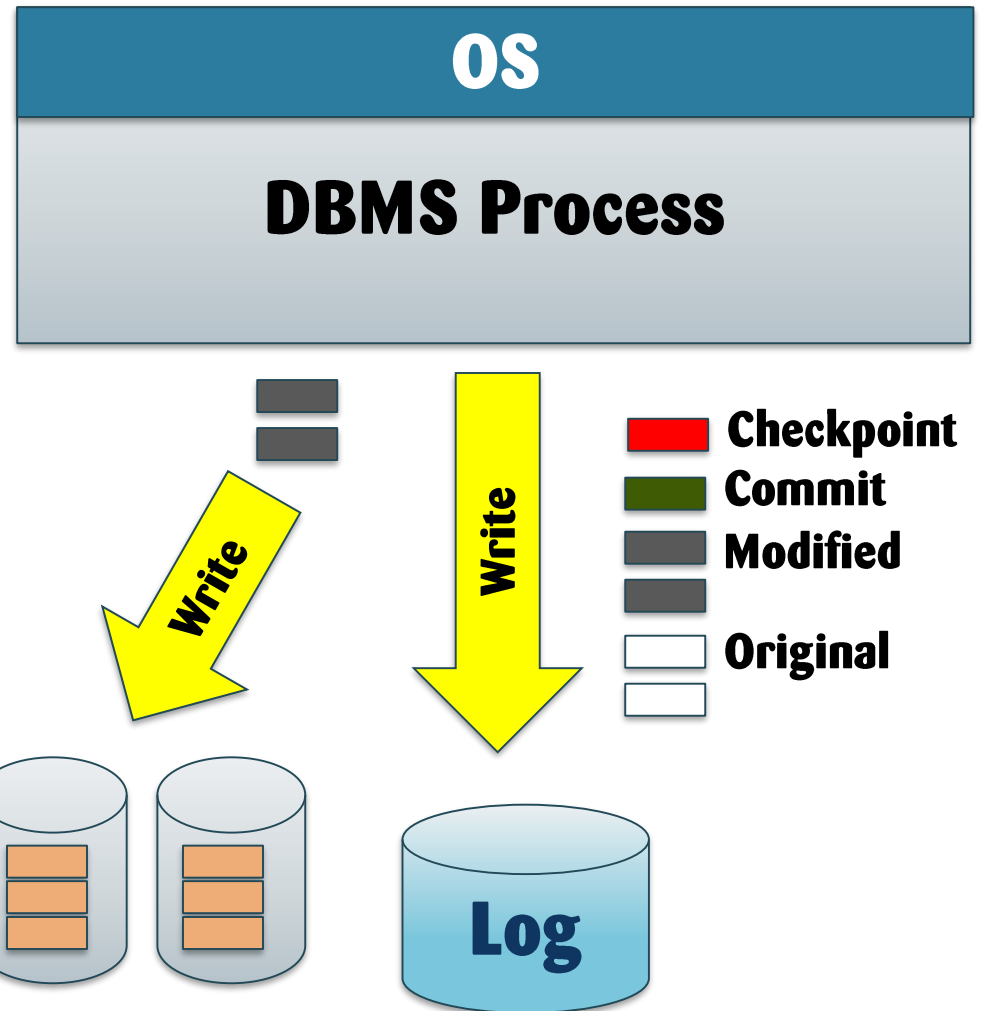 OS
DBMS Process
Write
Write
Checkpoint
Commit
Modified
Original
Log